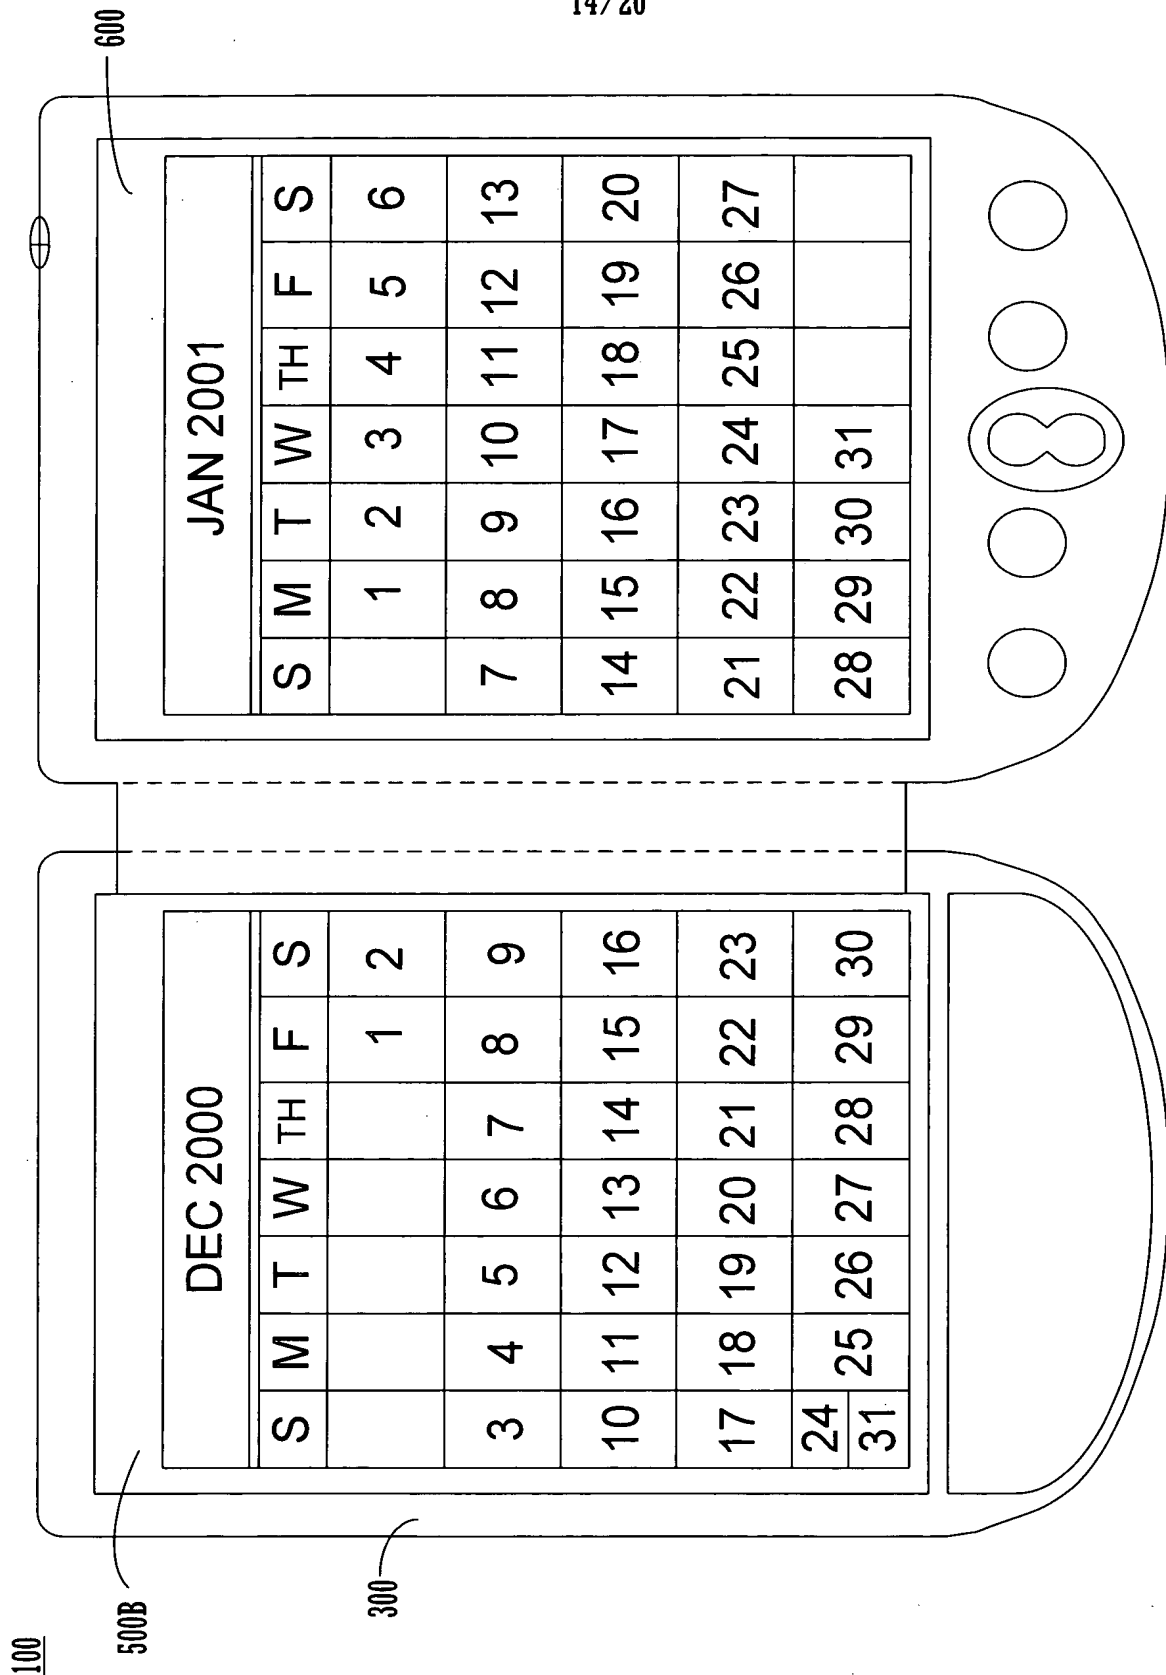 14/20
100
500B
300
600
DEC 2000
S M T W TH F S
1 2
3 4 5 6 7 8 9
10 11 12 13 14 15 16
17 18 19 20 21 22 23
24 25 26 27 28 29 30
31
JAN 2001
S M T W TH F S
1 2 3 4 5 6
7 8 9 10 11 12 13
14 15 16 17 18 19 20
21 22 23 24 25 26 27
28 29 30 31